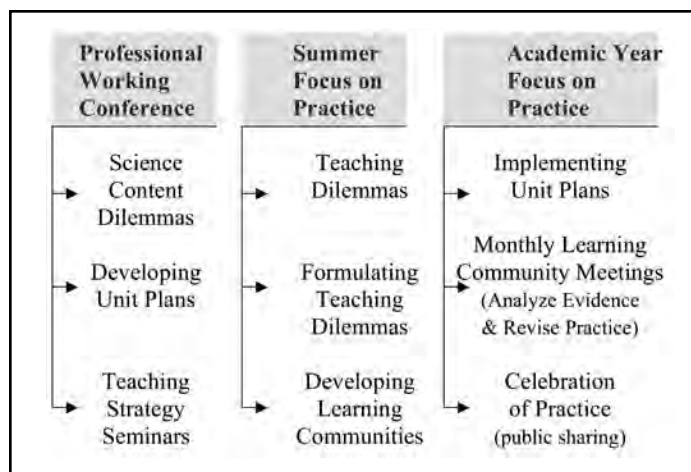 Professional
Working
Conference
Science
Content
Dilemmas
Developing
Unit Plans
Teaching
Strategy
Seminars
Summer
Focus on
Practice
Teaching
Dilemmas
Formulating
Teaching
Dilemmas
Developing
Learning
Communities
Academic Year
Focus on
Practice
Implementing
Unit Plans
Monthly Learning
Community Meetings
(Analyze Evidence
& Revise Practice)
Celebration
of Practice
(public sharing)